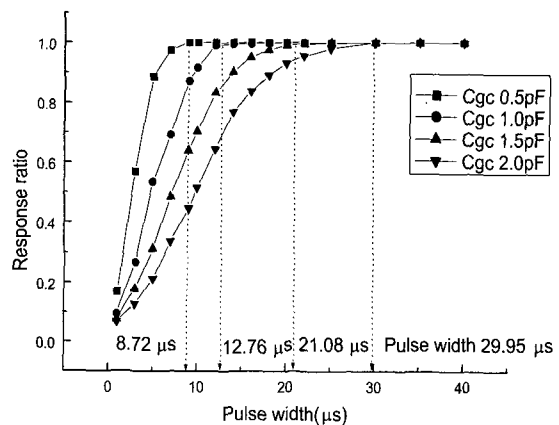 Response ratio
1.0
0.8
0.6
0.4
0.2
0.0
Cgc 0.5pF
Cgc 1.0pF
Cgc 1.5pF
Cgc 2.0pF
8.72 μs
12.76 μs
21.08 μs
Pulse width 29.95 μs
0
10
20
30
40
Pulse width(μs)